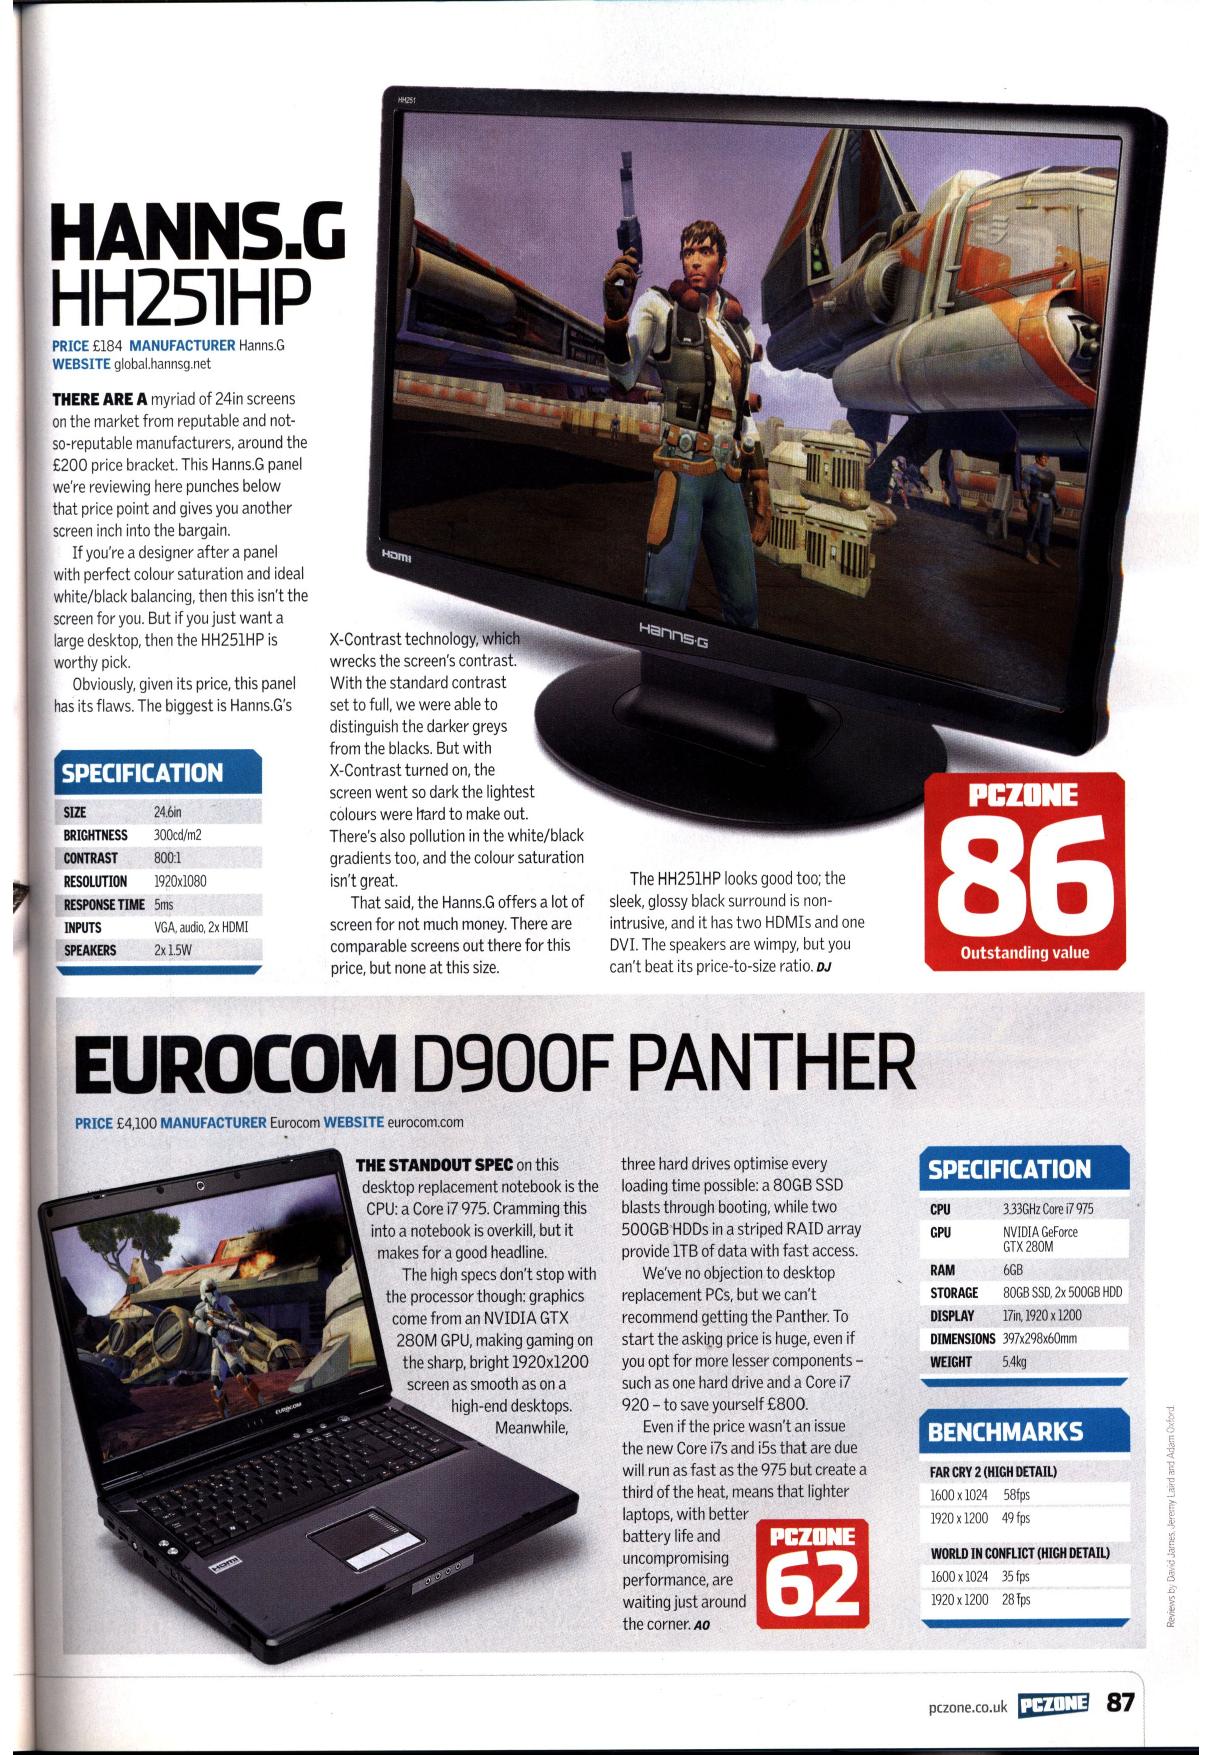 HH251
HDMI
Hanns·G
HANNS.G
HH251HP
PRICE £184 MANUFACTURER Hanns.G
WEBSITE global.hannsg.net
THERE ARE A myriad of 24in screens
on the market from reputable and not-
so-reputable manufacturers, around the
£200 price bracket. This Hanns.G panel
we're reviewing here punches below
that price point and gives you another
screen inch into the bargain.
If you're a designer after a panel
with perfect colour saturation and ideal
white/black balancing, then this isn't the
screen for you. But if you just want a
large desktop, then the HH251HP is
worthy pick.
Obviously, given its price, this panel
has its flaws. The biggest is Hanns.G's
X-Contrast technology, which
wrecks the screen's contrast.
With the standard contrast
set to full, we were able to
distinguish the darker greys
from the blacks. But with
X-Contrast turned on, the
screen went so dark the lightest
colours were hard to make out.
There's also pollution in the white/black
gradients too, and the colour saturation
isn't great.
That said, the Hanns.G offers a lot of
screen for not much money. There are
comparable screens out there for this
price, but none at this size.
The HH251HP looks good too; the
sleek, glossy black surround is non-
intrusive, and it has two HDMIs and one
DVI. The speakers are wimpy, but you
can't beat its price-to-size ratio. DJ
SPECIFICATION
SIZE 24.6in
BRIGHTNESS 300cd/m2
CONTRAST 800:1
RESOLUTION 1920x1080
RESPONSE TIME 5ms
INPUTS VGA, audio, 2x HDMI
SPEAKERS 2x 1.5W
PCZONE
86
Outstanding value
EUROCOM D900F PANTHER
PRICE £4,100 MANUFACTURER Eurocom WEBSITE eurocom.com
THE STANDOUT SPEC on this
desktop replacement notebook is the
CPU: a Core i7 975. Cramming this
into a notebook is overkill, but it
makes for a good headline.
The high specs don't stop with
the processor though: graphics
come from an NVIDIA GTX
280M GPU, making gaming on
the sharp, bright 1920x1200
screen as smooth as on a
high-end desktops.
Meanwhile,
three hard drives optimise every
loading time possible: a 80GB SSD
blasts through booting, while two
500GB HDDs in a striped RAID array
provide 1TB of data with fast access.
We've no objection to desktop
replacement PCs, but we can't
recommend getting the Panther. To
start the asking price is huge, even if
you opt for more lesser components –
such as one hard drive and a Core i7
920 – to save yourself £800.
Even if the price wasn't an issue
the new Core i7s and i5s that are due
will run as fast as the 975 but create a
third of the heat, means that lighter
laptops, with better
battery life and
uncompromising
performance, are
waiting just around
the corner. AO
EUROCOM
HDMI
PCZONE
62
SPECIFICATION
CPU 3.33GHz Core i7 975
GPU NVIDIA GeForce
GTX 280M
RAM 6GB
STORAGE 80GB SSD, 2x 500GB HDD
DISPLAY 17in, 1920 x 1200
DIMENSIONS 397x298x60mm
WEIGHT 5.4kg
BENCHMARKS
FAR CRY 2 (HIGH DETAIL)
1600 x 1024 58fps
1920 x 1200 49 fps
WORLD IN CONFLICT (HIGH DETAIL)
1600 x 1024 35 fps
1920 x 1200 28 fps
Reviews by David James, Jeremy Laird and Adam Oxford.
pczone.co.uk PCZONE 87